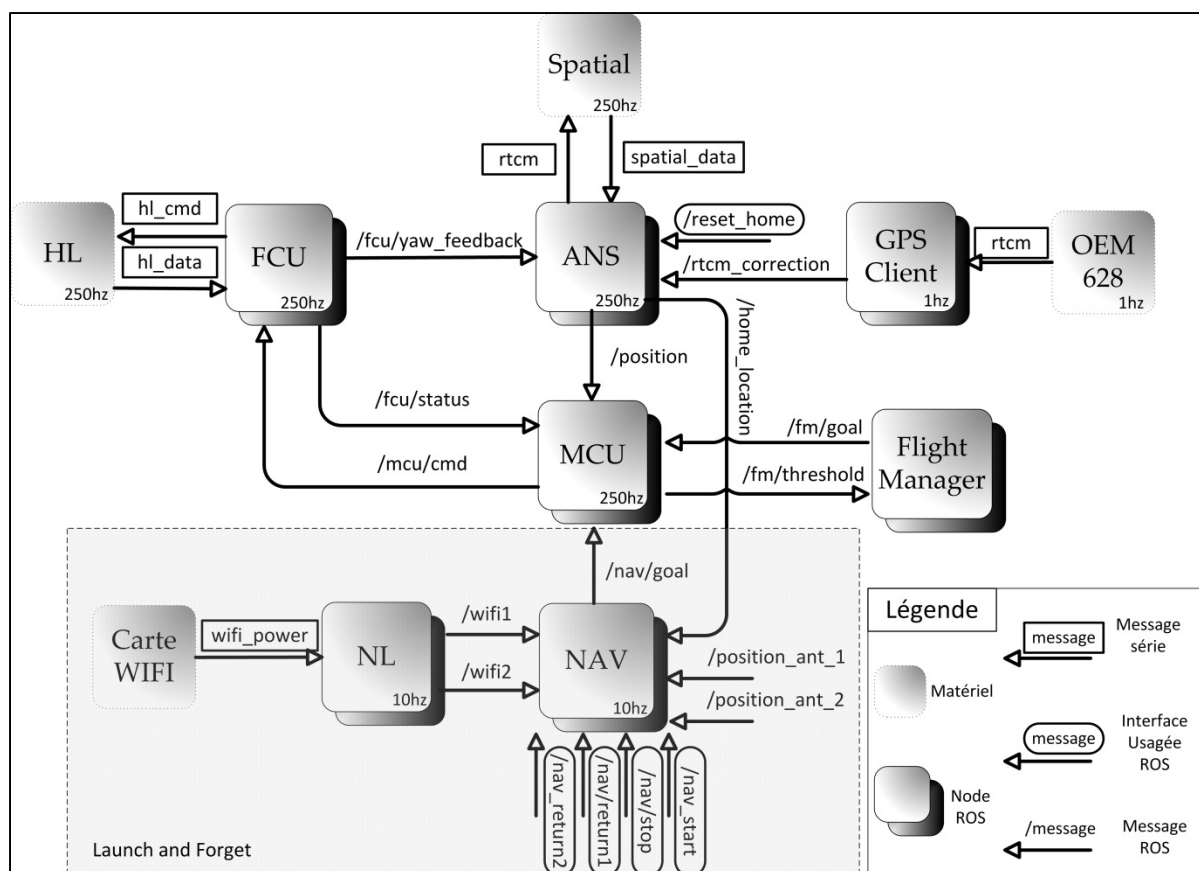 Spatial
250hz
rtcm
spatial_data
hl_cmd
HL
250hz
hl_data
FCU
250hz
/fcu/yaw_feedback
ANS
250hz
/reset_home
/rtcm_correction
GPS
Client
1hz
rtcm
OEM
628
1hz
/position
/home_location
/fcu/status
/mcu/cmd
MCU
250hz
/fm/goal
/fm/threshold
Flight
Manager
/nav/goal
Carte
WIFI
wifi_power
NL
10hz
/wifi1
/wifi2
NAV
10hz
/position_ant_1
/position_ant_2
/nav_return2
/nav/return1
/nav/stop
/nav_start
Launch and Forget
Légende
Matériel
Node
ROS
message
Message
série
message
Interface
Usagée
ROS
/message
Message
ROS